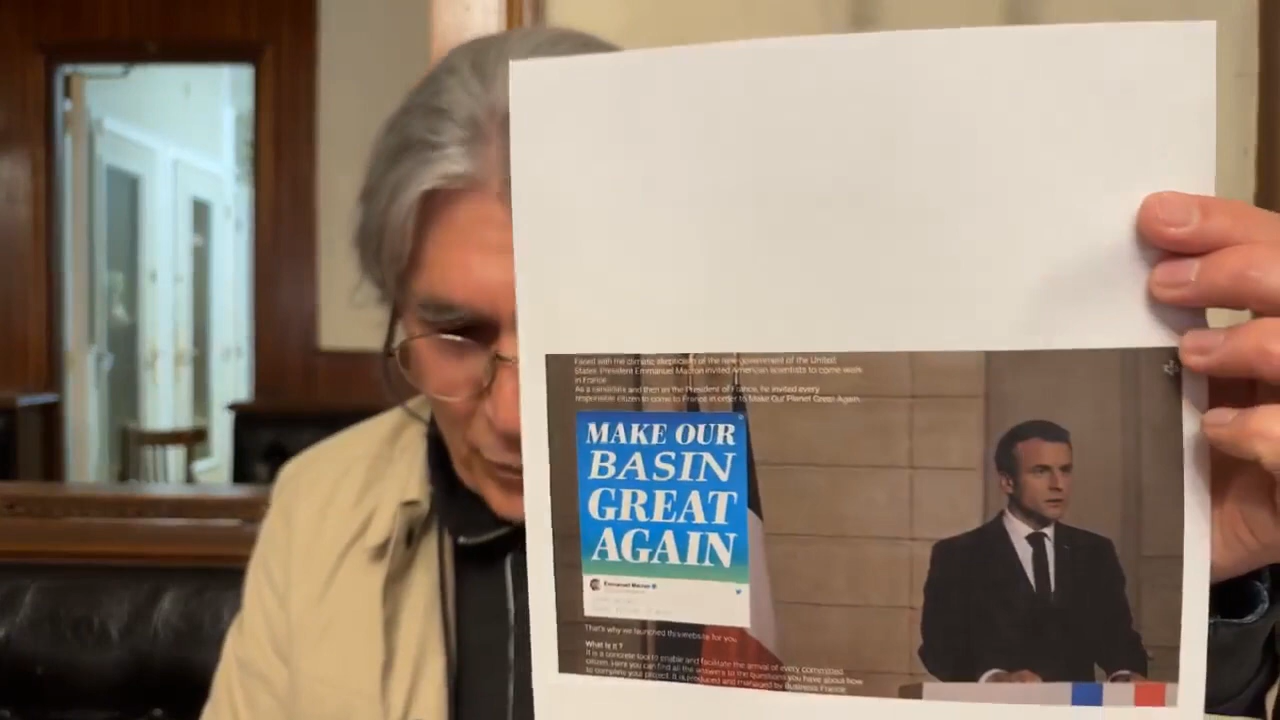 Faced with the climatic skepticism of the new government of the United
States, President Emmanuel Macron invited American scientists to come work
in France
As a candidate and then as the President of France, he invited every
responsible citizen to come to France in order to Make Our Planet Great Again.
MAKE OUR
BASIN
GREAT
AGAIN
Emmanuel Macron
That's why we launched this website for you
What is it ?
It is a concrete tool to enable and facilitate the arrival of every committed
citizen. Here you can find all the answers to the questions you have about how
to complete your project. It is produced and managed by Business France